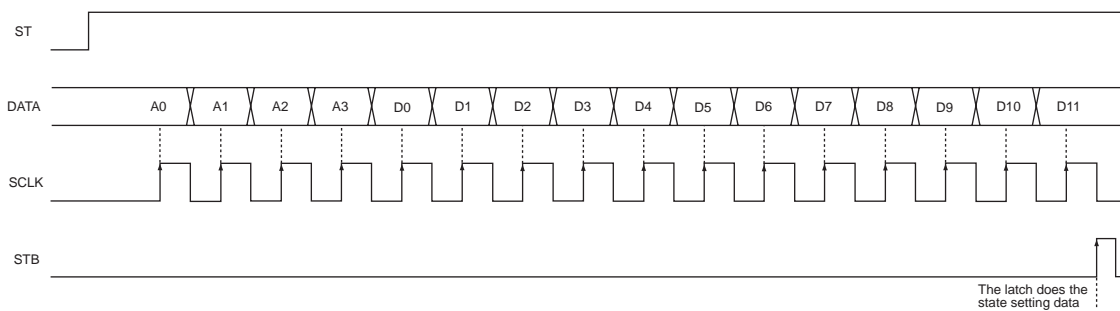 ST
DATA A0 A1 A2 A3 D0 D1 D2 D3 D4 D5 D6 D7 D8 D9 D10 D11
SCLK
STB
The latch does the
state setting data